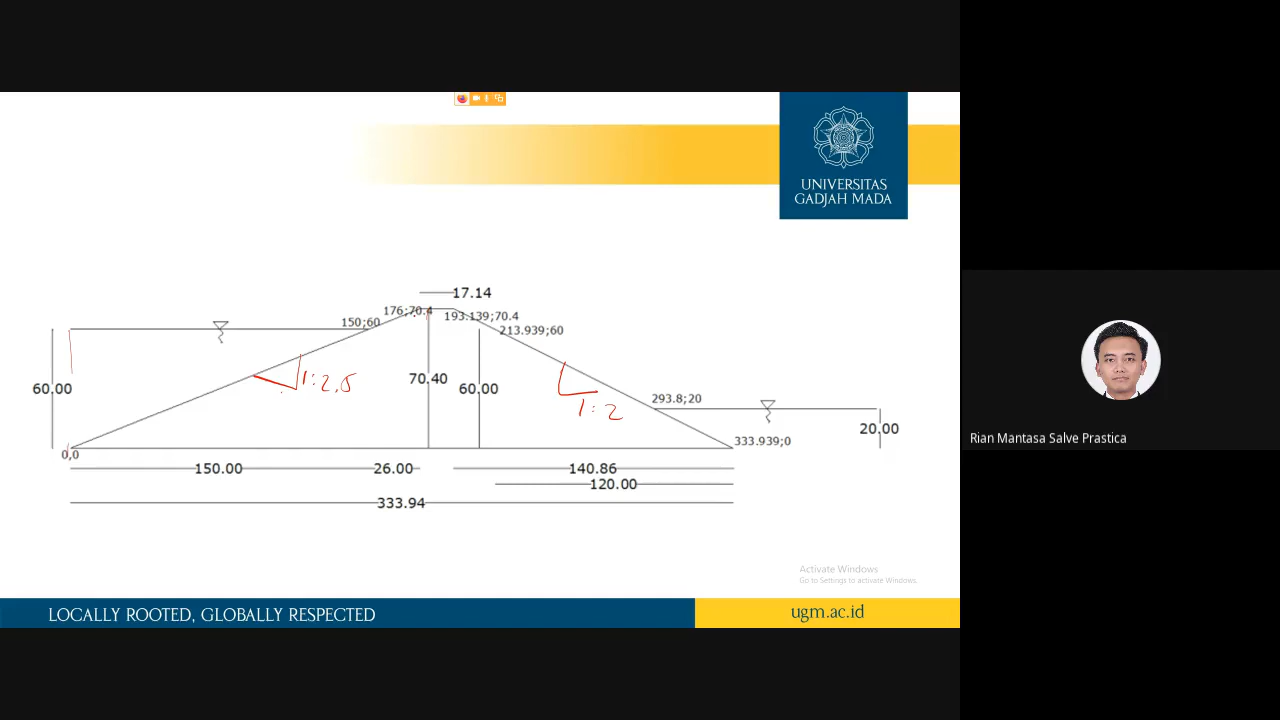 UNIVERSITAS
GADJAH MADA
17.14
176;70.4
193.139;70.4
150;60
213.939;60
60.00
1:2,5
70.40
60.00
1:2
293.8;20
20.00
333.939;0
0,0
150.00
26.00
140.86
120.00
333.94
Rian Mantasa Salve Prastica
Activate Windows
Go to Settings to activate Windows.
LOCALLY ROOTED, GLOBALLY RESPECTED
ugm.ac.id